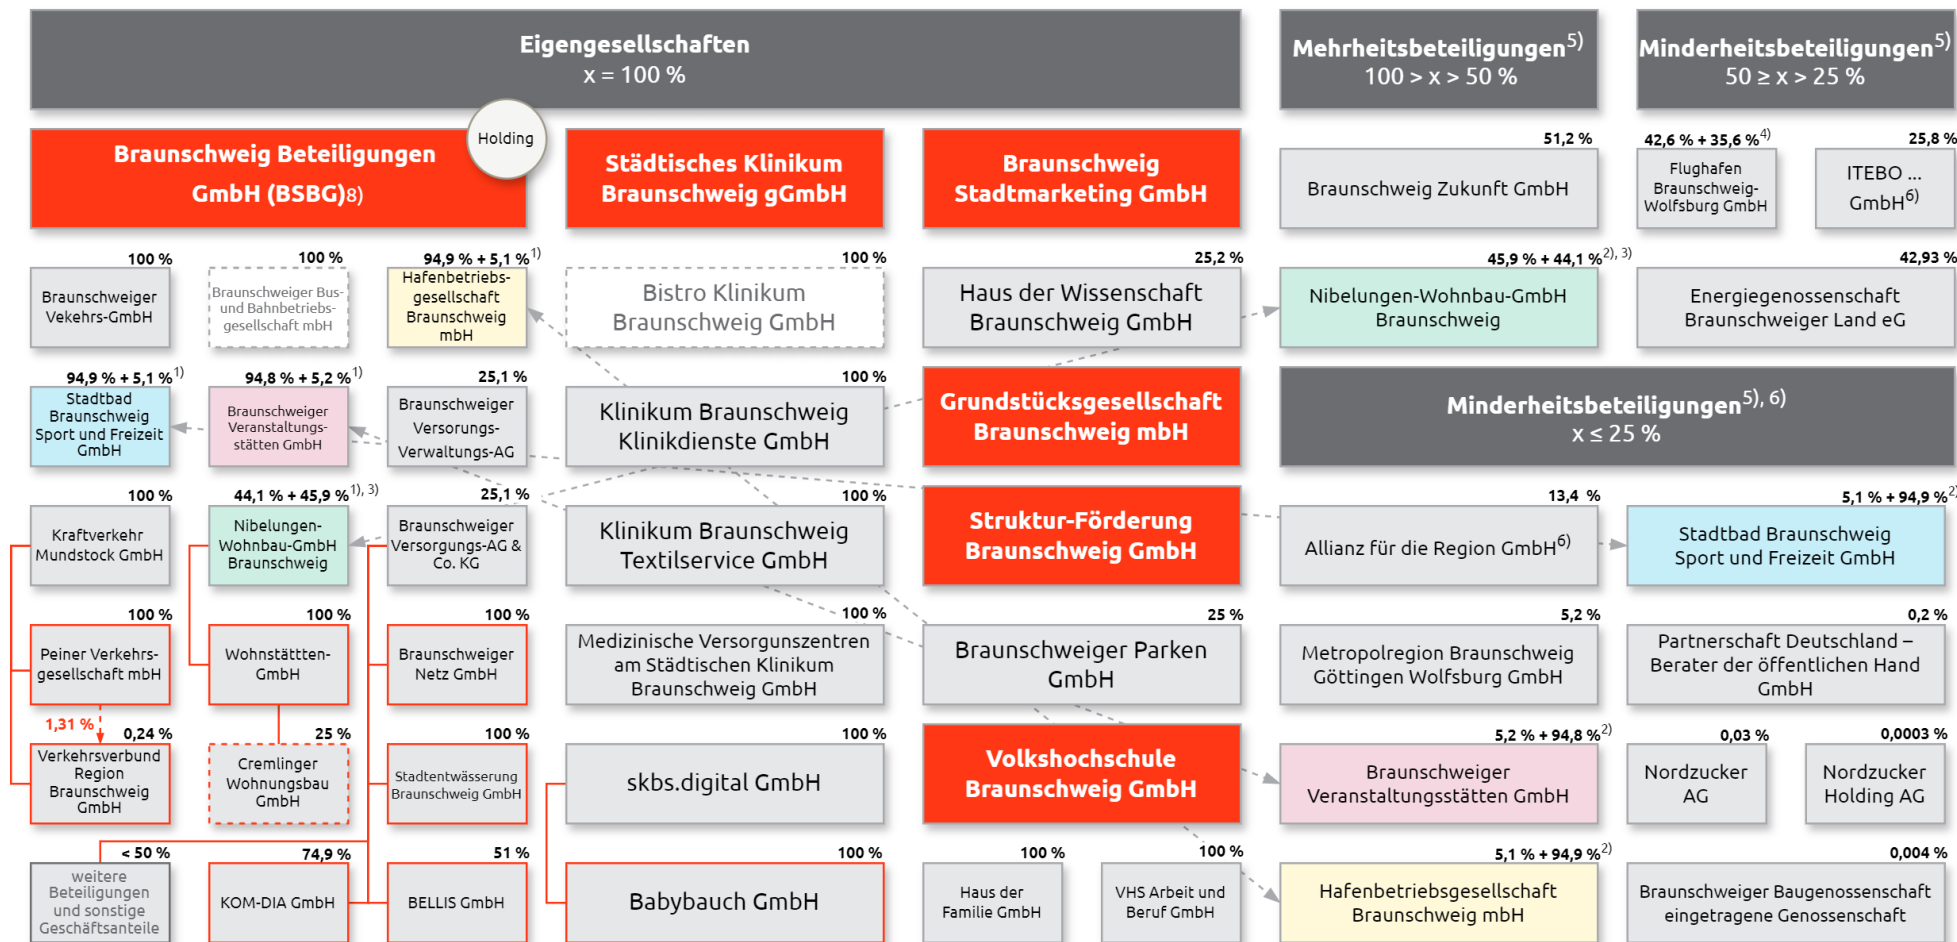 Eigengesellschaften
x = 100 %
Mehrheitsbeteiligungen5)
100 > x > 50 %
Minderheitsbeteiligungen5)
50 ≥ x > 25 %
Holding
Braunschweig Beteiligungen
GmbH (BSBG)8)
Städtisches Klinikum
Braunschweig gGmbH
Braunschweig
Stadtmarketing GmbH
51,2 %
Braunschweig Zukunft GmbH
42,6 % + 35,6 %4)
Flughafen
Braunschweig-
Wolfsburg GmbH
25,8 %
ITEBO ...
GmbH6)
100 %
Braunschweiger
Vekehrs-GmbH
100 %
Braunschweiger Bus-
und Bahnbetriebs-
gesellschaft mbH
94,9 % + 5,1 %1)
Hafenbetriebs-
gesellschaft
Braunschweig
mbH
100 %
Bistro Klinikum
Braunschweig GmbH
25,2 %
Haus der Wissenschaft
Braunschweig GmbH
45,9 % + 44,1 %2), 3)
Nibelungen-Wohnbau-GmbH
Braunschweig
42,93 %
Energiegenossenschaft
Braunschweiger Land eG
94,9 % + 5,1 %1)
Stadtbad
Braunschweig
Sport und Freizeit
GmbH
94,8 % + 5,2 %1)
Braunschweiger
Veranstaltungs-
stätten GmbH
25,1 %
Braunschweiger
Versorungs-
Verwaltungs-AG
100 %
Klinikum Braunschweig
Klinikdienste GmbH
Grundstücksgesellschaft
Braunschweig mbH
Minderheitsbeteiligungen5), 6)
x ≤ 25 %
100 %
Kraftverkehr
Mundstock GmbH
44,1 % + 45,9 %1), 3)
Nibelungen-
Wohnbau-GmbH
Braunschweig
25,1 %
Braunschweiger
Versorgungs-AG &
Co. KG
100 %
Klinikum Braunschweig
Textilservice GmbH
Struktur-Förderung
Braunschweig GmbH
13,4 %
Allianz für die Region GmbH6)
5,1 % + 94,9 %2)
Stadtbad Braunschweig
Sport und Freizeit GmbH
100 %
Peiner Verkehrs-
gesellschaft mbH
100 %
Wohnstättten-
GmbH
100 %
Braunschweiger
Netz GmbH
100 %
Medizinische Versorgunszentren
am Städtischen Klinikum
Braunschweig GmbH
25 %
Braunschweiger Parken
GmbH
5,2 %
Metropolregion Braunschweig
Göttingen Wolfsburg GmbH
0,2 %
Partnerschaft Deutschland –
Berater der öffentlichen Hand
GmbH
1,31 %
0,24 %
Verkehrsverbund
Region
Braunschweig
GmbH
25 %
Cremlinger
Wohnungsbau
GmbH
100 %
Stadtentwässerung
Braunschweig GmbH
100 %
skbs.digital GmbH
Volkshochschule
Braunschweig GmbH
5,2 % + 94,8 %2)
Braunschweiger
Veranstaltungsstätten GmbH
0,03 %
Nordzucker
AG
0,0003 %
Nordzucker
Holding AG
< 50 %
weitere
Beteiligungen
und sonstige
Geschäftsanteile
74,9 %
KOM-DIA GmbH
51 %
BELLIS GmbH
100 %
Babybauch GmbH
100 %
Haus der
Familie GmbH
100 %
VHS Arbeit und
Beruf GmbH
5,1 % + 94,9 %2)
Hafenbetriebsgesellschaft
Braunschweig mbH
0,004 %
Braunschweiger Baugenossenschaft
eingetragene Genossenschaft